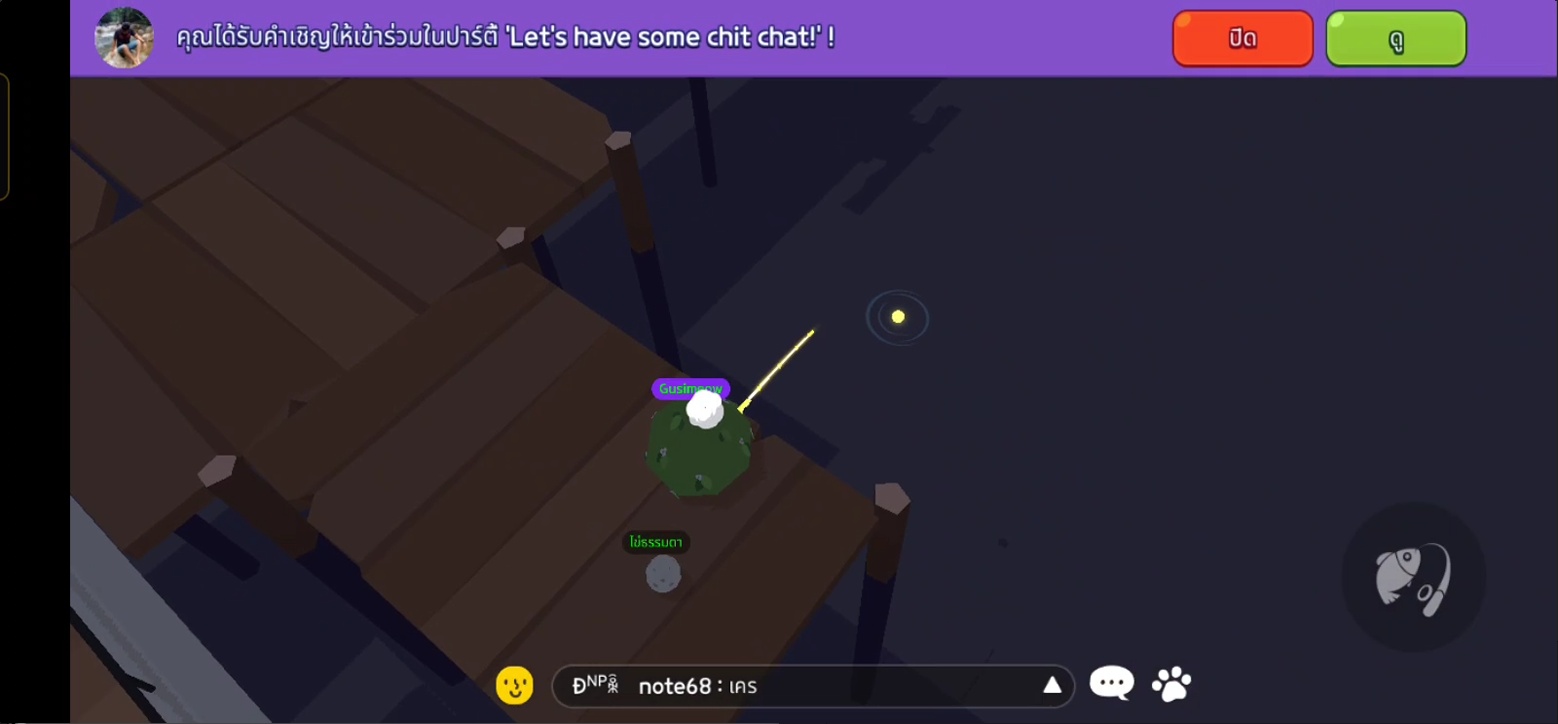 คุณได้รับคำเชิญให้เข้าร่วมในปาร์ตี้ 'Let's have some chit chat!' !
ปิด
ดู
Gusimeow
ไข่ธรรมดา
note68 : เคร